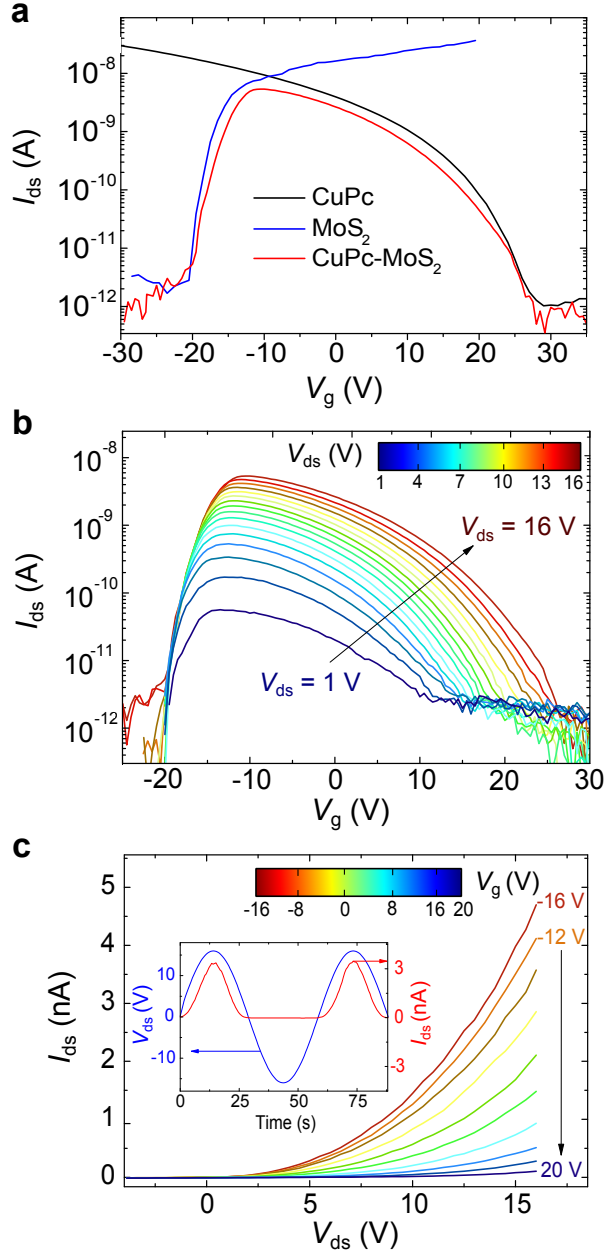 a
10⁻⁸
10⁻⁹
10⁻¹⁰
10⁻¹¹
10⁻¹²
I_ds (A)
CuPc
MoS₂
CuPc-MoS₂
-30 -20 -10 0 10 20 30
V_g (V)
b
10⁻⁸
10⁻⁹
10⁻¹⁰
10⁻¹¹
10⁻¹²
I_ds (A)
V_ds (V)
1 4 7 10 13 16
V_ds = 16 V
V_ds = 1 V
-20 -10 0 10 20 30
V_g (V)
c
5
4
3
2
1
0
I_ds (nA)
V_g (V)
-16 -8 0 8 16 20
-16 V
-12 V
20 V
10
0
-10
V_ds (V)
3
0
-3
I_ds (nA)
0 25 50 75
Time (s)
0 5 10 15
V_ds (V)